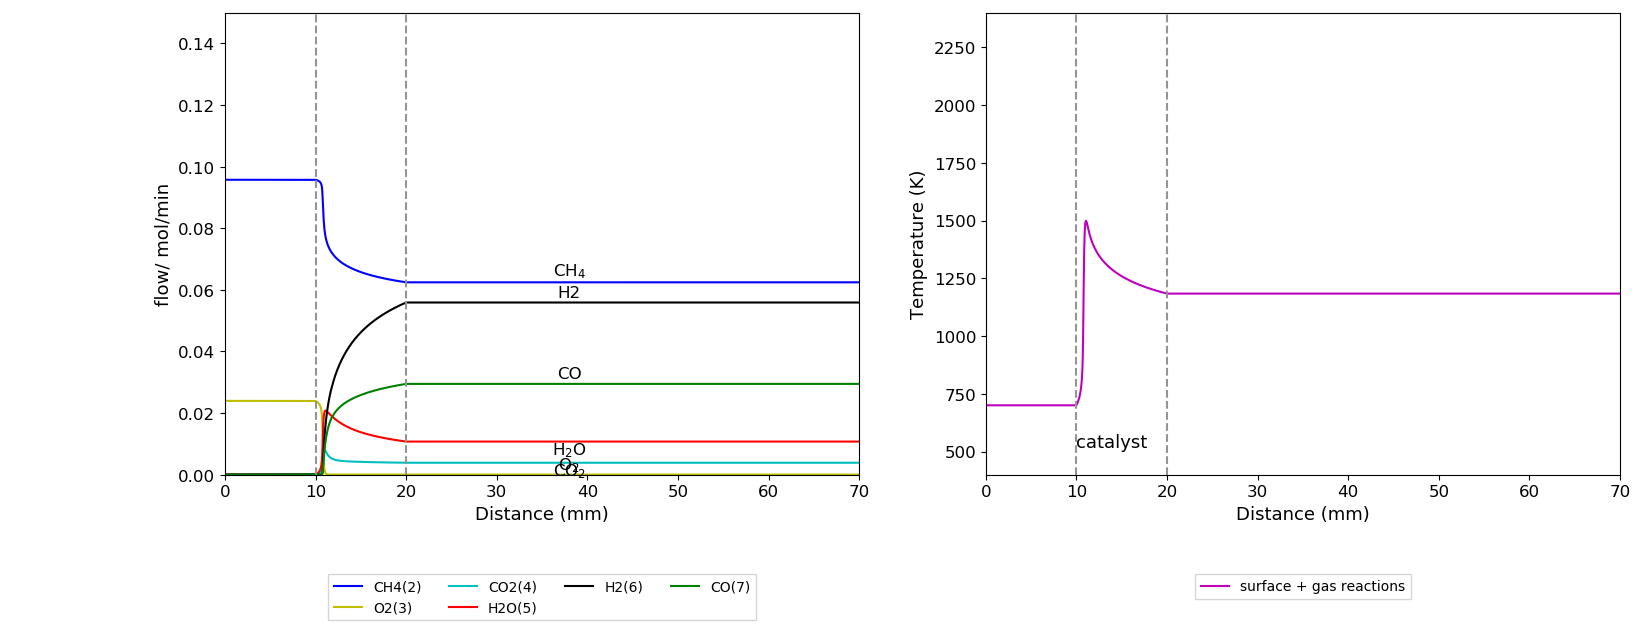 0.14
0.12
0.10
0.08
0.06
0.04
0.02
0.00
flow/ mol/min
CH₄
H2
CO
H₂O
O₂
CO₂
0 10 20 30 40 50 60 70
Distance (mm)
CH4(2) CO2(4) H2(6) CO(7)
O2(3) H2O(5)
2250
2000
1750
1500
1250
1000
750
500
Temperature (K)
catalyst
0 10 20 30 40 50 60 70
Distance (mm)
surface + gas reactions